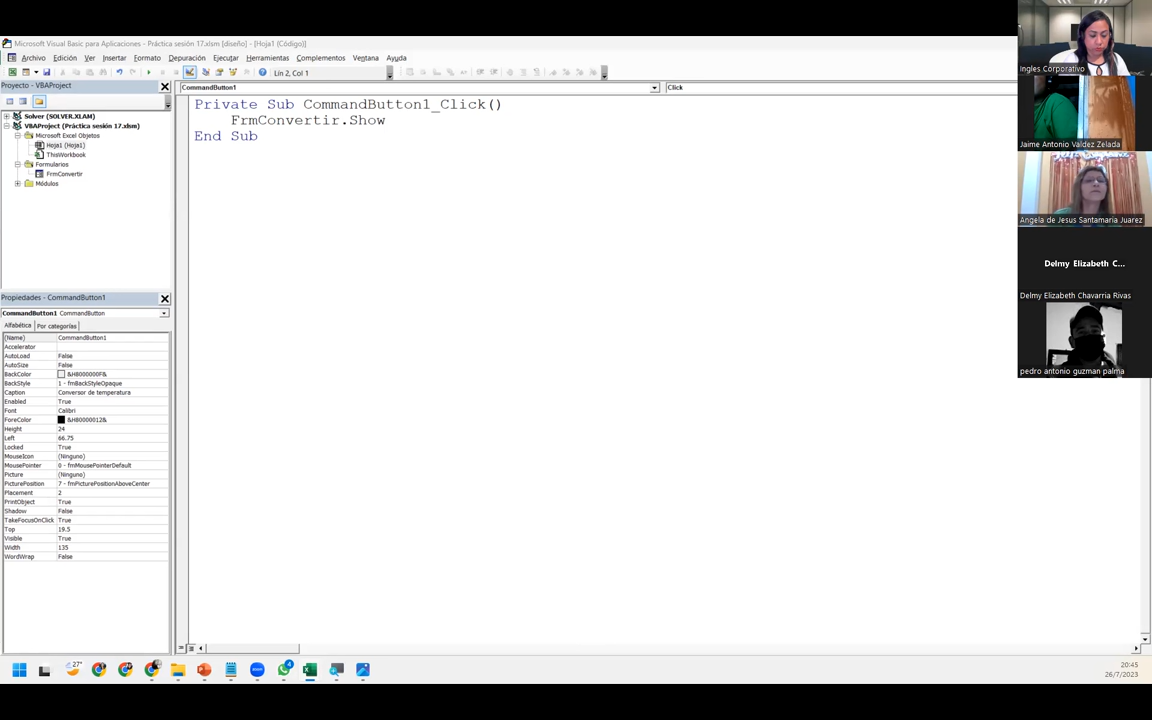 Microsoft Visual Basic para Aplicaciones - Práctica sesión 17.xlsm [diseño] - [Hoja1 (Código)]
Archivo Edición Ver Insertar Formato Depuración Ejecutar Herramientas Complementos Ventana Ayuda
Lín 2, Col 1
Proyecto - VBAProject
Solver (SOLVER.XLAM)
VBAProject (Práctica sesión 17.xlsm)
Microsoft Excel Objetos
Hoja1 (Hoja1)
ThisWorkbook
Formularios
FrmConvertir
Módulos
CommandButton1
Click
Private Sub CommandButton1_Click()
FrmConvertir.Show
End Sub
Propiedades - CommandButton1
CommandButton1 CommandButton
Alfabética Por categorías
(Name) CommandButton1
Accelerator
AutoLoad False
AutoSize False
BackColor &H8000000F&
BackStyle 1 - fmBackStyleOpaque
Caption Conversor de temperatura
Enabled True
Font Calibri
ForeColor &H80000012&
Height 24
Left 66.75
Locked True
MouseIcon (Ninguno)
MousePointer 0 - fmMousePointerDefault
Picture (Ninguno)
PicturePosition 7 - fmPicturePositionAboveCenter
Placement 2
PrintObject True
Shadow False
TakeFocusOnClick True
Top 19.5
Visible True
Width 135
WordWrap False
Ingles Corporativo
Jaime Antonio Valdez Zelada
Angela de Jesus Santamaria Juarez
Delmy Elizabeth C...
Delmy Elizabeth Chavarria Rivas
pedro antonio guzman palma
27°
zoom
4
20:45
26/7/2023